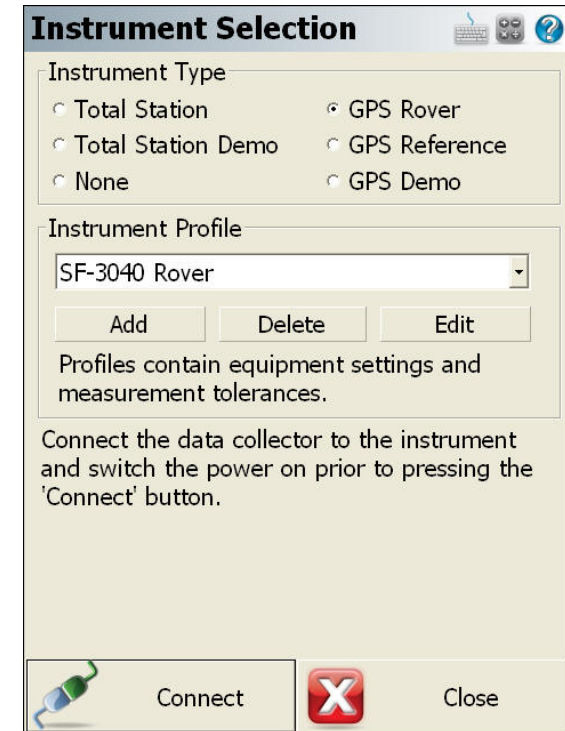 Instrument Selection
Instrument Type
Total Station
GPS Rover
Total Station Demo
GPS Reference
None
GPS Demo
Instrument Profile
SF-3040 Rover
Add
Delete
Edit
Profiles contain equipment settings and
measurement tolerances.
Connect the data collector to the instrument
and switch the power on prior to pressing the
'Connect' button.
Connect
Close